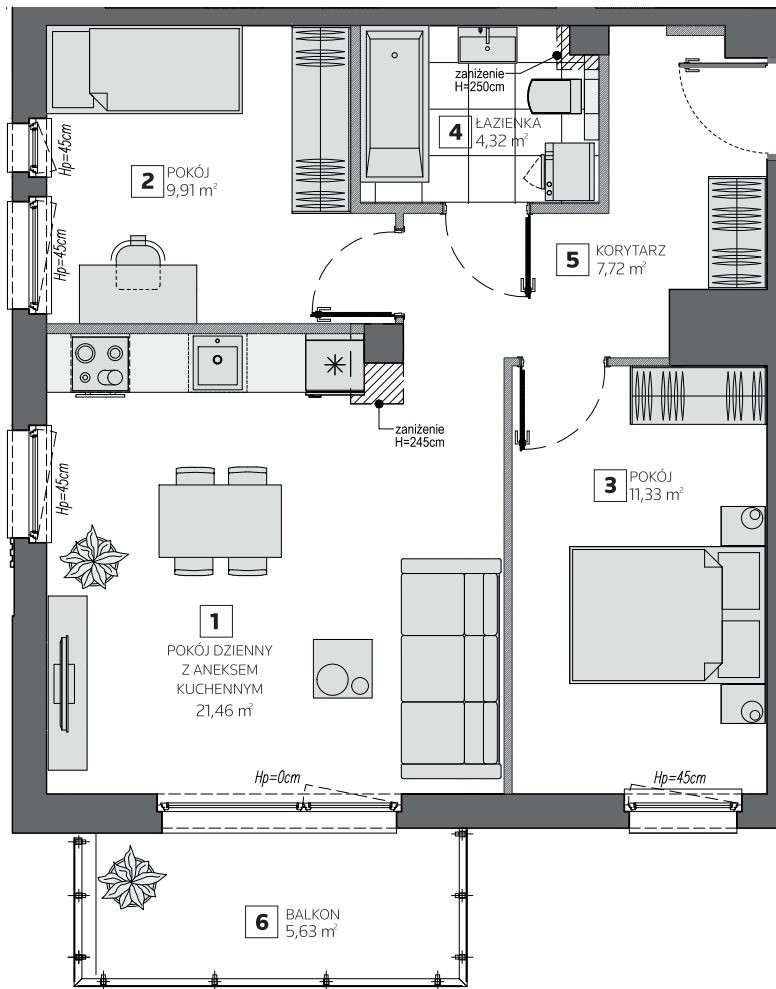 zaniżenie
H=250cm
4 ŁAZIENKA
4,32 m²
Hp=45cm
2 POKÓJ
9,91 m²
Hp=45cm
5 KORYTARZ
7,72 m²
zaniżenie
H=245cm
Hp=45cm
3 POKÓJ
11,33 m²
1
POKÓJ DZIENNY
Z ANEKSEM
KUCHENNYM
21,46 m²
Hp=0cm
Hp=45cm
6 BALKON
5,63 m²